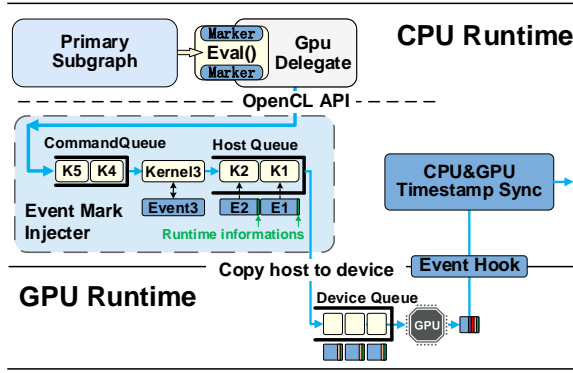 CPU Runtime
Primary
Subgraph
Marker
Eval()
Marker
Gpu
Delegate
OpenCL API
CommandQueue
Host Queue
K5
K4
Kernel3
K2
K1
Event3
E2
E1
Event Mark
Injecter
Runtime informations
CPU&GPU
Timestamp Sync
Copy host to device
Event Hook
GPU Runtime
Device Queue
GPU